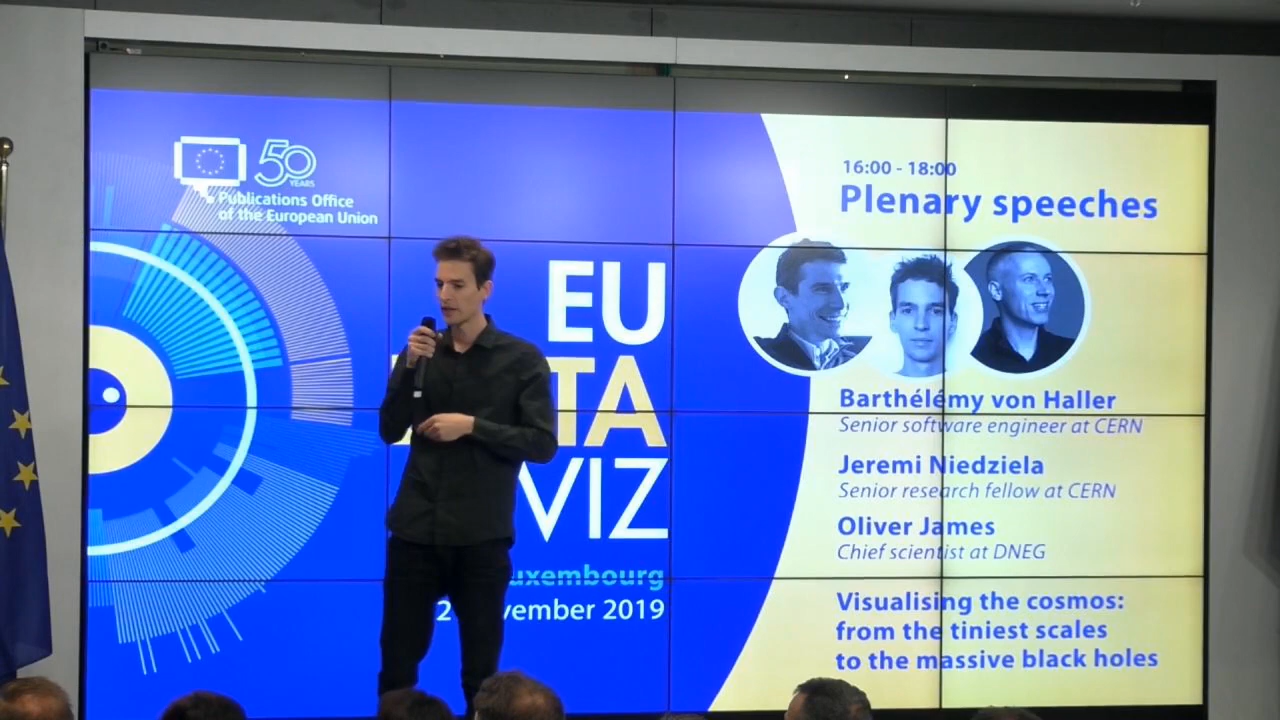 50
YEARS
Publications Office
of the European Union
EU
TA
VIZ
uxembourg
vember 2019
16:00 - 18:00
Plenary speeches
Barthélémy von Haller
Senior software engineer at CERN
Jeremi Niedziela
Senior research fellow at CERN
Oliver James
Chief scientist at DNEG
Visualising the cosmos:
from the tiniest scales
to the massive black holes